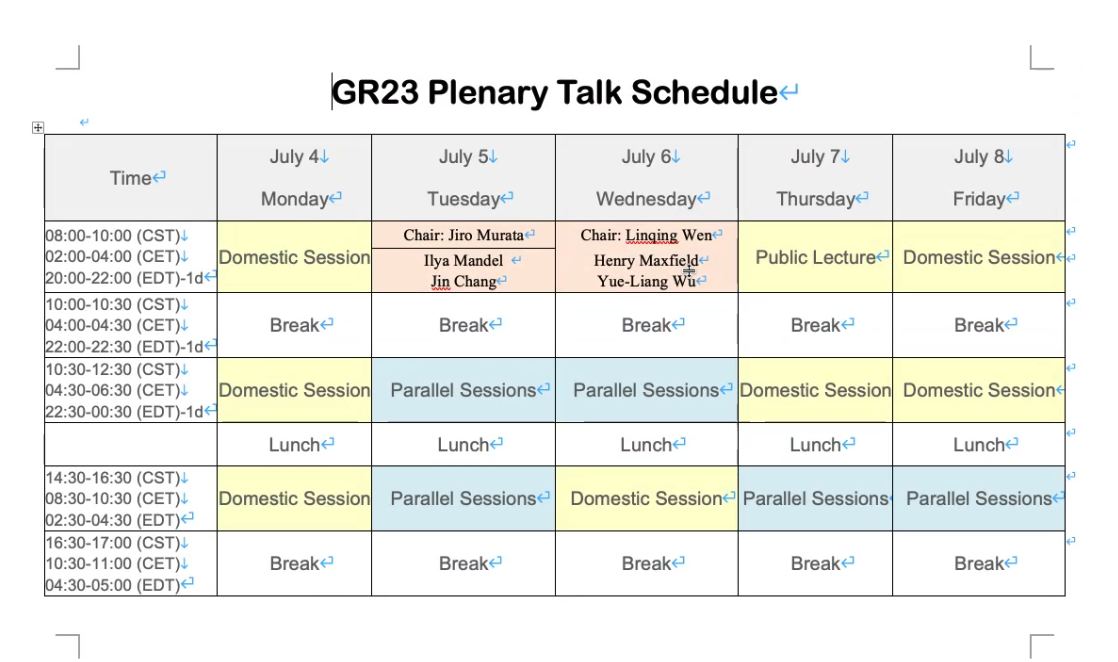 GR23 Plenary Talk Schedule
Time
July 4
Monday
July 5
Tuesday
July 6
Wednesday
July 7
Thursday
July 8
Friday
08:00-10:00 (CST)
02:00-04:00 (CET)
20:00-22:00 (EDT)-1d
Domestic Session
Chair: Jiro Murata
Ilya Mandel
Jin Chang
Chair: Linqing Wen
Henry Maxfield
Yue-Liang Wu
Public Lecture
Domestic Session
10:00-10:30 (CST)
04:00-04:30 (CET)
22:00-22:30 (EDT)-1d
Break
Break
Break
Break
Break
10:30-12:30 (CST)
04:30-06:30 (CET)
22:30-00:30 (EDT)-1d
Domestic Session
Parallel Sessions
Parallel Sessions
Domestic Session
Domestic Session
Lunch
Lunch
Lunch
Lunch
Lunch
14:30-16:30 (CST)
08:30-10:30 (CET)
02:30-04:30 (EDT)
Domestic Session
Parallel Sessions
Domestic Session
Parallel Sessions
Parallel Sessions
16:30-17:00 (CST)
10:30-11:00 (CET)
04:30-05:00 (EDT)
Break
Break
Break
Break
Break